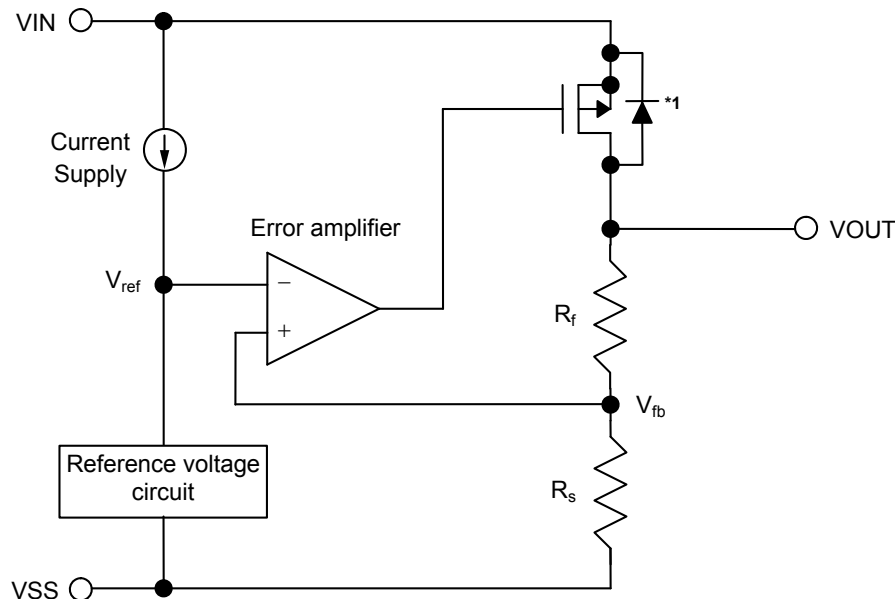 VIN
*1
Current
Supply
Error amplifier
VOUT
Vref
−
+
Rf
Vfb
Reference voltage
circuit
Rs
VSS